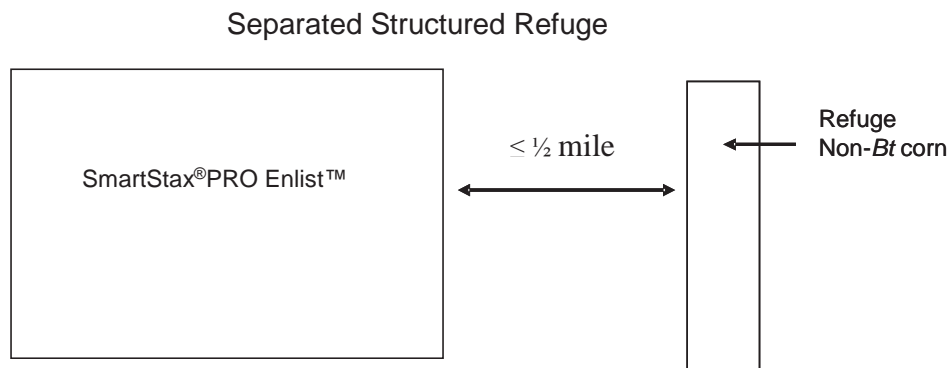 Separated Structured Refuge
SmartStax®PRO Enlist™
≤ ½ mile
Refuge
Non-Bt corn